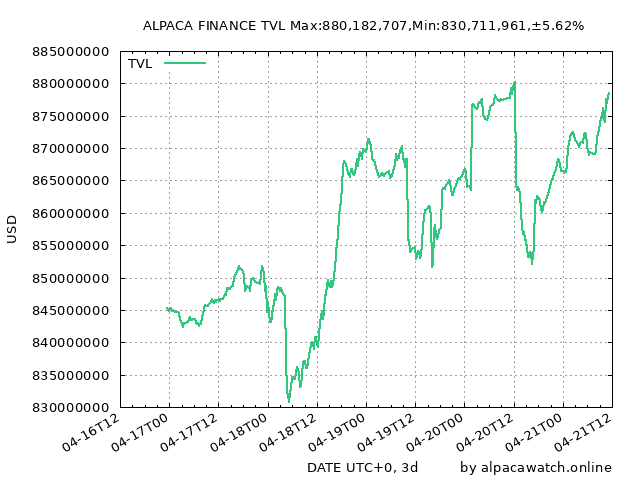 ALPACA FINANCE TVL Max:880,182,707,Min:830,711,961,±5.62%
885000000
880000000
875000000
870000000
865000000
860000000
855000000
850000000
845000000
840000000
835000000
830000000
USD
TVL
04-16T12
04-17T00
04-17T12
04-18T00
04-18T12
04-19T00
04-19T12
04-20T00
04-20T12
04-21T00
04-21T12
DATE UTC+0, 3d
by alpacawatch.online